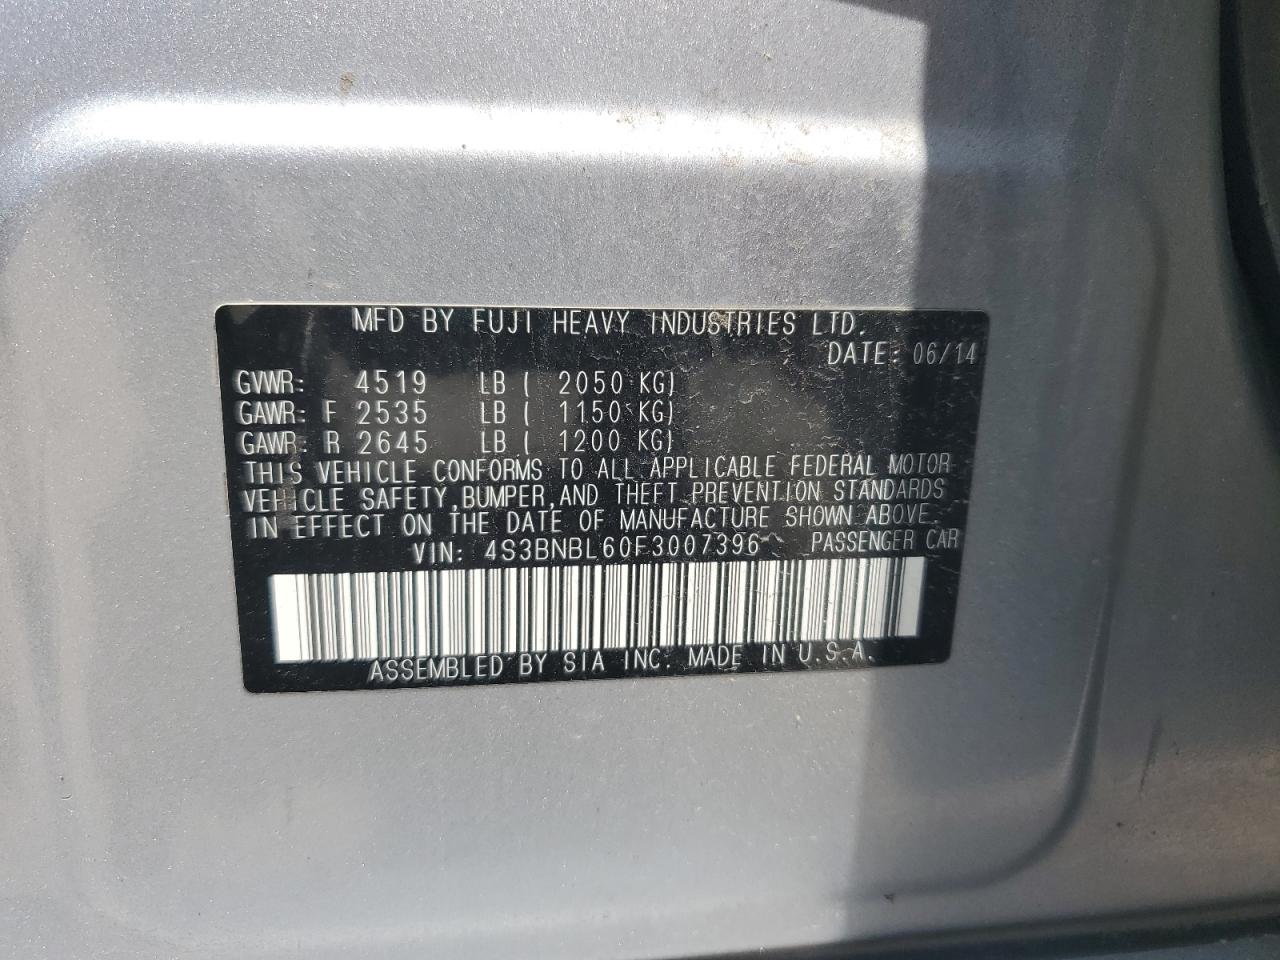 MFD BY FUJI HEAVY INDUSTRIES LTD.
DATE: 06/14
GVWR: 4519 LB ( 2050 KG)
GAWR: F 2535 LB ( 1150 KG)
GAWR: R 2645 LB ( 1200 KG)
THIS VEHICLE CONFORMS TO ALL APPLICABLE FEDERAL MOTOR
VEHICLE SAFETY, BUMPER, AND THEFT PREVENTION STANDARDS
IN EFFECT ON THE DATE OF MANUFACTURE SHOWN ABOVE.
VIN: 4S3BNBL60F3007396 PASSENGER CAR
ASSEMBLED BY SIA INC. MADE IN U.S.A.